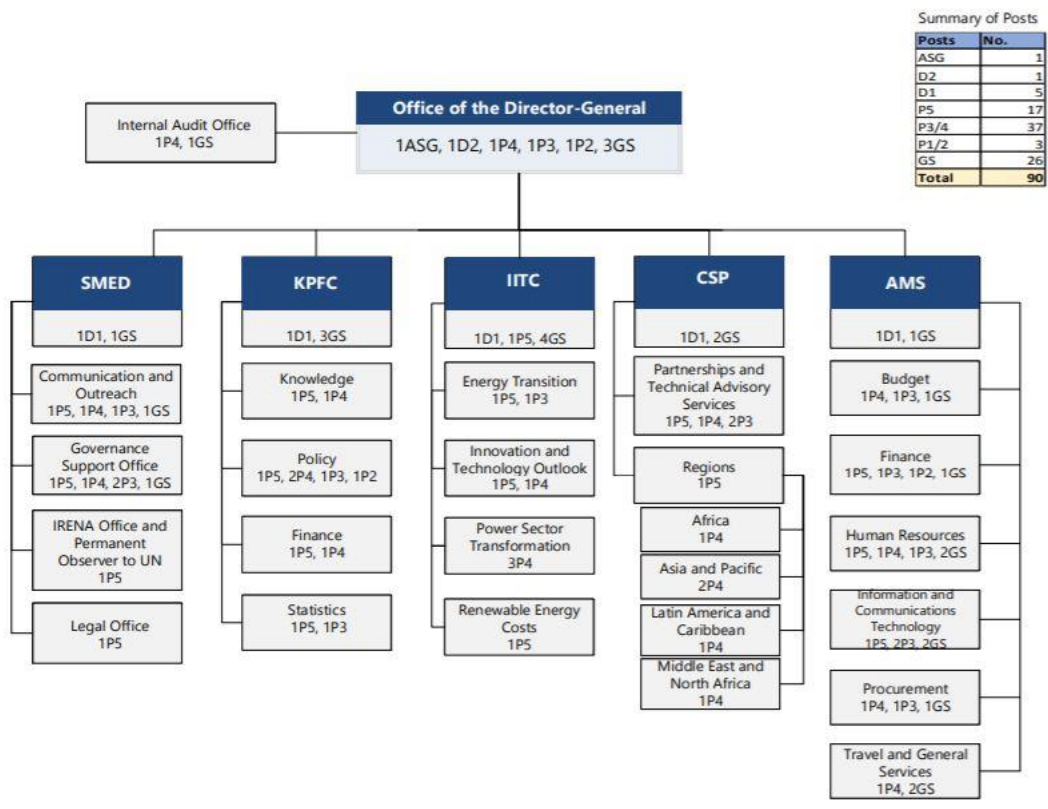 Summary of Posts
Posts No.
ASG 1
D2 1
D1 5
P5 17
P3/4 37
P1/2 3
GS 26
Total 90
Office of the Director-General
1ASG, 1D2, 1P4, 1P3, 1P2, 3GS
Internal Audit Office
1P4, 1GS
SMED
1D1, 1GS
Communication and
Outreach
1P5, 1P4, 1P3, 1GS
Governance
Support Office
1P5, 1P4, 2P3, 1GS
IRENA Office and
Permanent
Observer to UN
1P5
Legal Office
1P5
KPFC
1D1, 3GS
Knowledge
1P5, 1P4
Policy
1P5, 2P4, 1P3, 1P2
Finance
1P5, 1P4
Statistics
1P5, 1P3
IITC
1D1, 1P5, 4GS
Energy Transition
1P5, 1P3
Innovation and
Technology Outlook
1P5, 1P4
Power Sector
Transformation
3P4
Renewable Energy
Costs
1P5
CSP
1D1, 2GS
Partnerships and
Technical Advisory
Services
1P5, 1P4, 2P3
Regions
1P5
Africa
1P4
Asia and Pacific
2P4
Latin America and
Caribbean
1P4
Middle East and
North Africa
1P4
AMS
1D1, 1GS
Budget
1P4, 1P3, 1GS
Finance
1P5, 1P3, 1P2, 1GS
Human Resources
1P5, 1P4, 1P3, 2GS
Information and
Communications
Technology
1P5, 2P3, 2GS
Procurement
1P4, 1P3, 1GS
Travel and General
Services
1P4, 2GS